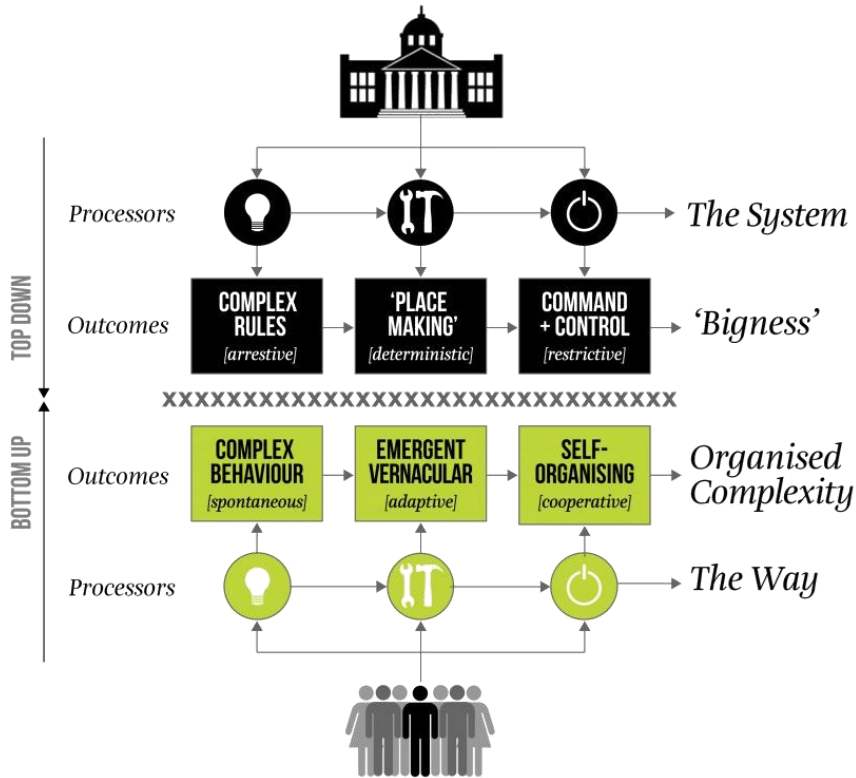 Processors
The System
TOP DOWN
Outcomes
COMPLEX
RULES
[arrestive]
‘PLACE
MAKING’
[deterministic]
COMMAND
+ CONTROL
[restrictive]
‘Bigness’
XXXXXXXXXXXXXXXXXXXXXXXXXXXXXXXX
BOTTOM UP
Outcomes
COMPLEX
BEHAVIOUR
[spontaneous]
EMERGENT
VERNACULAR
[adaptive]
SELF-
ORGANISING
[cooperative]
Organised
Complexity
Processors
The Way